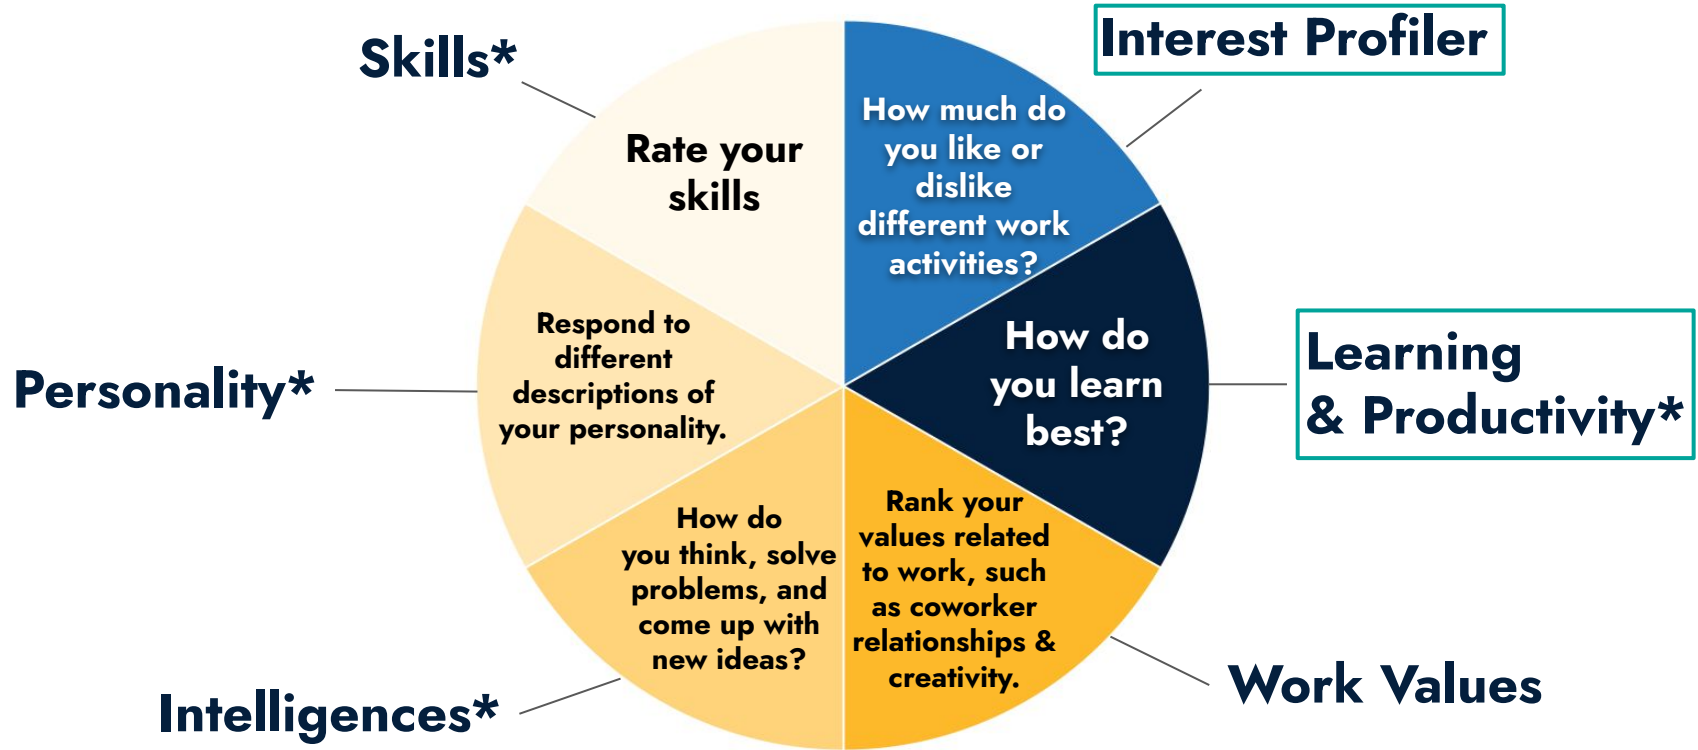 Skills*
Rate your
skills
Interest Profiler
How much do
you like or
dislike
different work
activities?
Learning
& Productivity*
How do
you learn
best?
Work Values
Rank your
values related
to work, such
as coworker
relationships &
creativity.
Intelligences*
How do
you think, solve
problems, and
come up with
new ideas?
Personality*
Respond to
different
descriptions of
your personality.